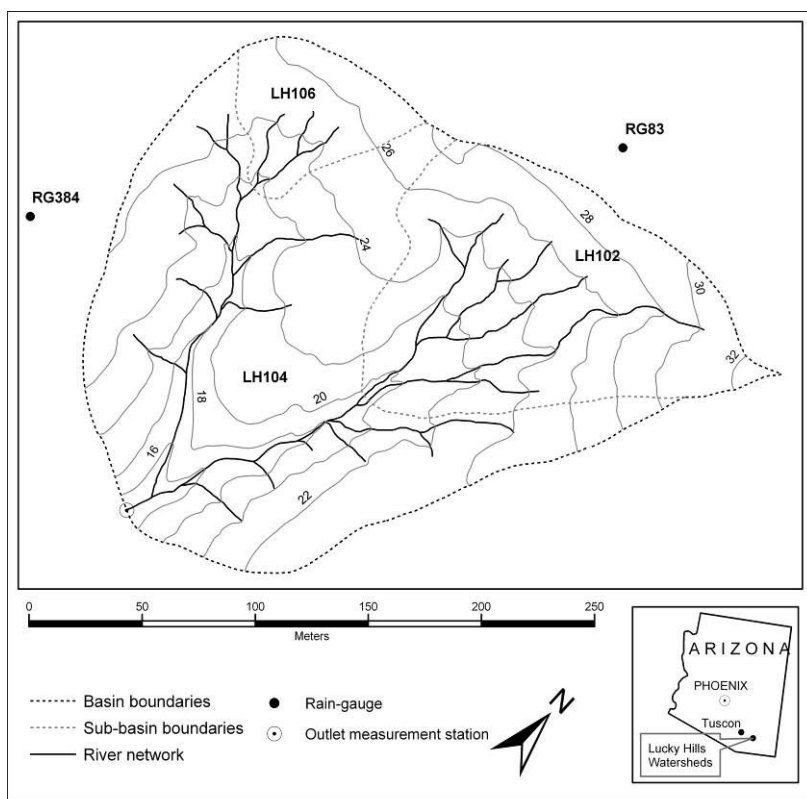 LH106
RG83
26
RG384
28
24
LH102
30
32
LH104
20
18
16
22
0 50 100 150 200 250
Meters
Basin boundaries
Sub-basin boundaries
River network
Rain-gauge
Outlet measurement station
N
ARIZONA
PHOENIX
Tuscon
Lucky Hills
Watersheds